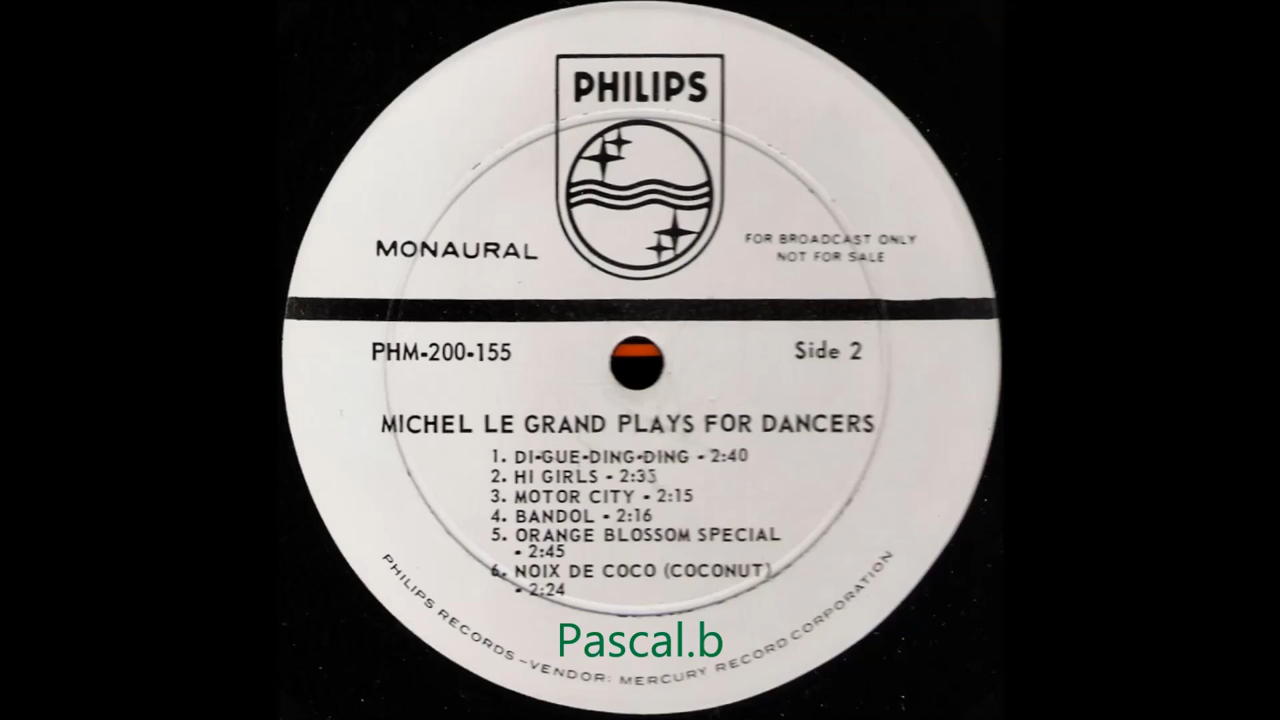 PHILIPS
MONAURAL
FOR BROADCAST ONLY
NOT FOR SALE
PHM-200-155
Side 2
MICHEL LE GRAND PLAYS FOR DANCERS
1. DI-GUE-DING-DING - 2:40
2. HI GIRLS - 2:35
3. MOTOR CITY - 2:15
4. BANDOL - 2:16
5. ORANGE BLOSSOM SPECIAL
- 2:45
6. NOIX DE COCO (COCONUT)
- 2:24
PHILIPS RECORDS - VENDOR: MERCURY RECORD CORPORATION
Pascal.b